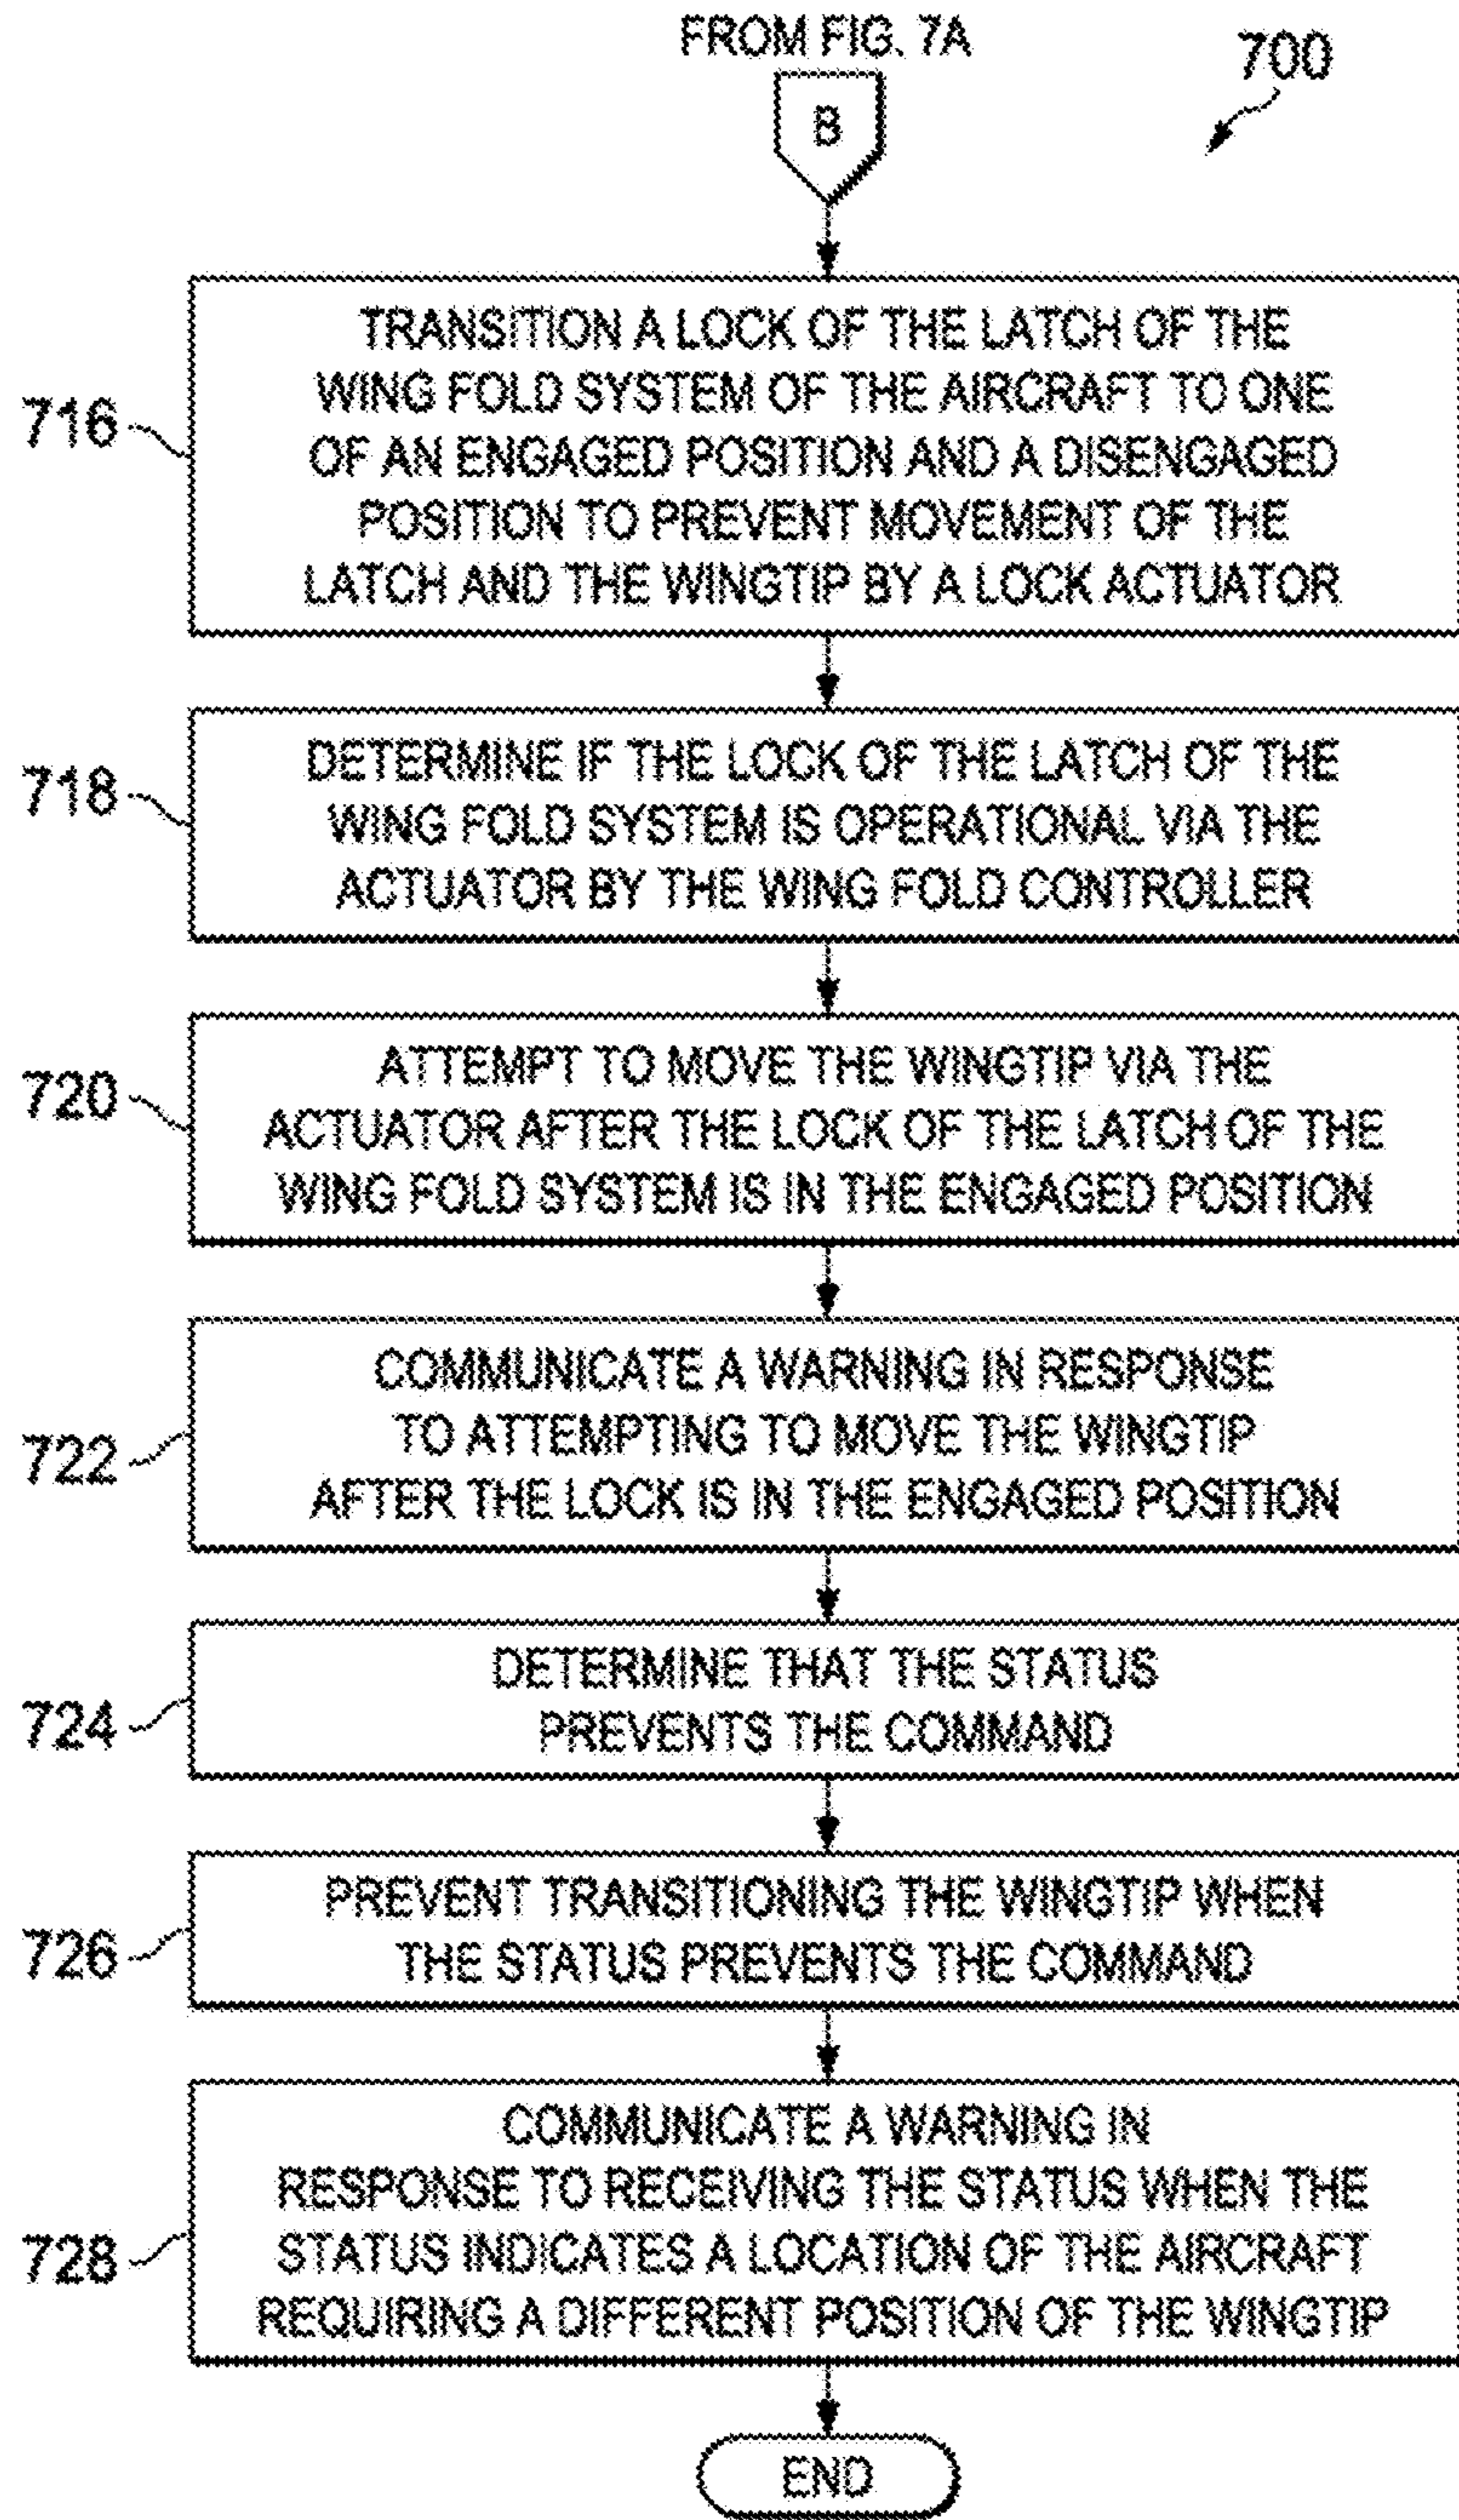 FROM FIG. 7A
700
B
716
TRANSITION A LOCK OF THE LATCH OF THE
WING FOLD SYSTEM OF THE AIRCRAFT TO ONE
OF AN ENGAGED POSITION AND A DISENGAGED
POSITION TO PREVENT MOVEMENT OF THE
LATCH AND THE WINGTIP BY A LOCK ACTUATOR
718
DETERMINE IF THE LOCK OF THE LATCH OF THE
WING FOLD SYSTEM IS OPERATIONAL VIA THE
ACTUATOR BY THE WING FOLD CONTROLLER
720
ATTEMPT TO MOVE THE WINGTIP VIA THE
ACTUATOR AFTER THE LOCK OF THE LATCH OF THE
WING FOLD SYSTEM IS IN THE ENGAGED POSITION
722
COMMUNICATE A WARNING IN RESPONSE
TO ATTEMPTING TO MOVE THE WINGTIP
AFTER THE LOCK IS IN THE ENGAGED POSITION
724
DETERMINE THAT THE STATUS
PREVENTS THE COMMAND
726
PREVENT TRANSITIONING THE WINGTIP WHEN
THE STATUS PREVENTS THE COMMAND
728
COMMUNICATE A WARNING IN
RESPONSE TO RECEIVING THE STATUS WHEN THE
STATUS INDICATES A LOCATION OF THE AIRCRAFT
REQUIRING A DIFFERENT POSITION OF THE WINGTIP
END